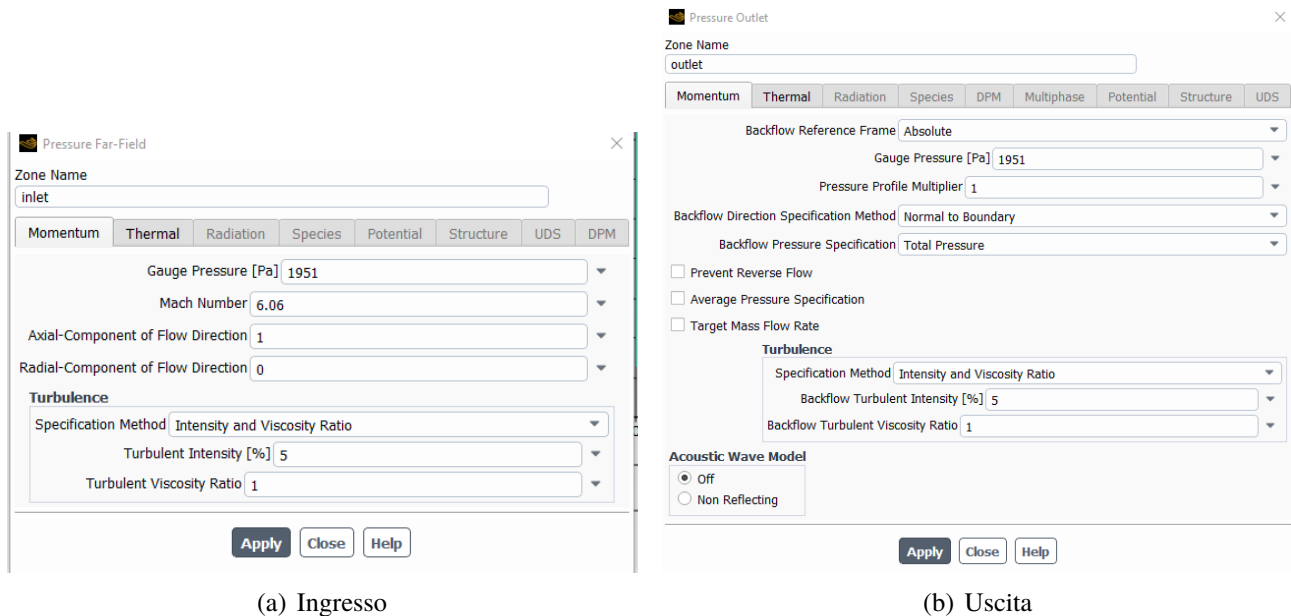 Pressure Far-Field
Zone Name
inlet
Momentum Thermal Radiation Species Potential Structure UDS DPM
Gauge Pressure [Pa] 1951
Mach Number 6.06
Axial-Component of Flow Direction 1
Radial-Component of Flow Direction 0
Turbulence
Specification Method Intensity and Viscosity Ratio
Turbulent Intensity [%] 5
Turbulent Viscosity Ratio 1
Apply Close Help
(a) Ingresso
Pressure Outlet
Zone Name
outlet
Momentum Thermal Radiation Species DPM Multiphase Potential Structure UDS
Backflow Reference Frame Absolute
Gauge Pressure [Pa] 1951
Pressure Profile Multiplier 1
Backflow Direction Specification Method Normal to Boundary
Backflow Pressure Specification Total Pressure
Prevent Reverse Flow
Average Pressure Specification
Target Mass Flow Rate
Turbulence
Specification Method Intensity and Viscosity Ratio
Backflow Turbulent Intensity [%] 5
Backflow Turbulent Viscosity Ratio 1
Acoustic Wave Model
Off
Non Reflecting
Apply Close Help
(b) Uscita